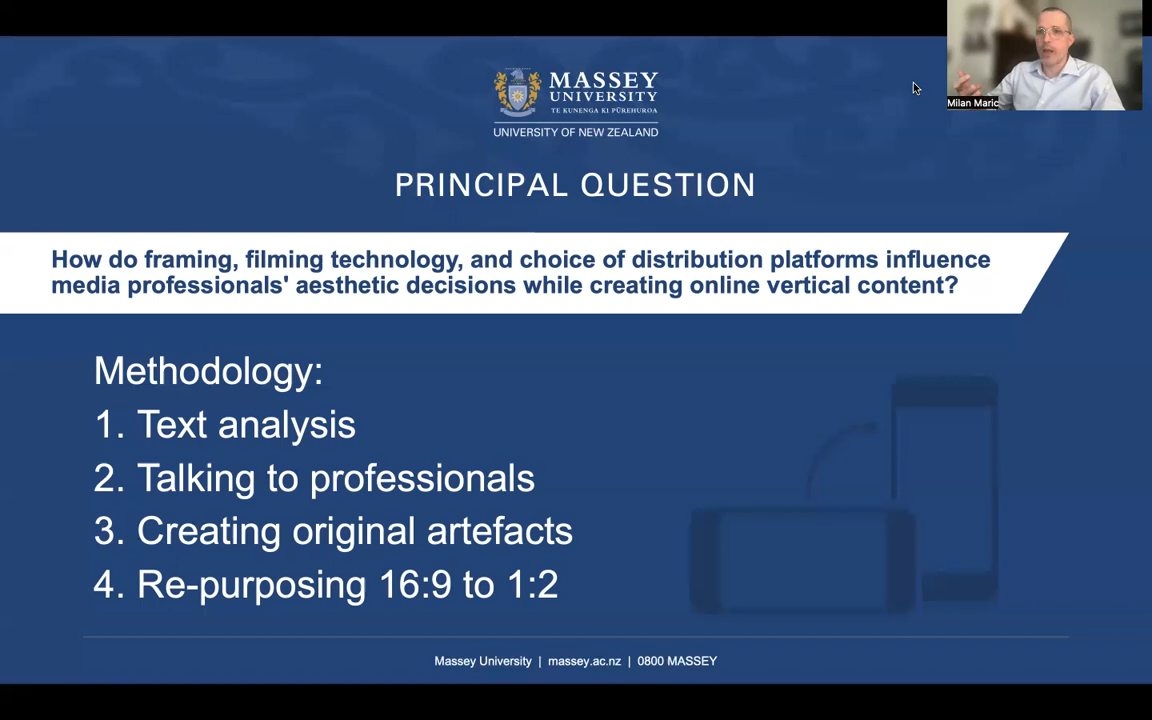 Milan Maric
MASSEY
UNIVERSITY
TE KUNENGA KI PŪREHUROA
UNIVERSITY OF NEW ZEALAND
PRINCIPAL QUESTION
How do framing, filming technology, and choice of distribution platforms influence
media professionals' aesthetic decisions while creating online vertical content?
Methodology:
1. Text analysis
2. Talking to professionals
3. Creating original artefacts
4. Re-purposing 16:9 to 1:2
Massey University | massey.ac.nz | 0800 MASSEY